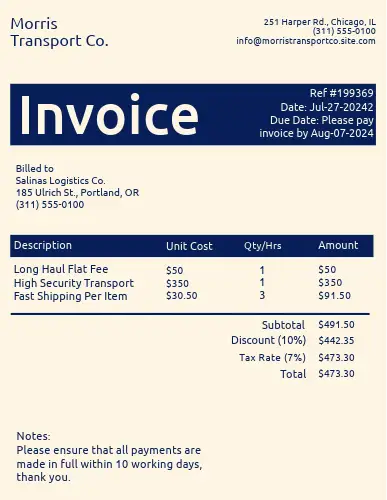 Morris
Transport Co.
251 Harper Rd., Chicago, IL
(311) 555-0100
info@morristransportco.site.com
Invoice
Ref #199369
Date: Jul-27-20242
Due Date: Please pay
invoice by Aug-07-2024
Billed to
Salinas Logistics Co.
185 Ulrich St., Portland, OR
(311) 555-0100
Description Unit Cost Qty/Hrs Amount
Long Haul Flat Fee $50 1 $50
High Security Transport $350 1 $350
Fast Shipping Per Item $30.50 3 $91.50
Subtotal $491.50
Discount (10%) $442.35
Tax Rate (7%) $473.30
Total $473.30
Notes:
Please ensure that all payments are
made in full within 10 working days,
thank you.